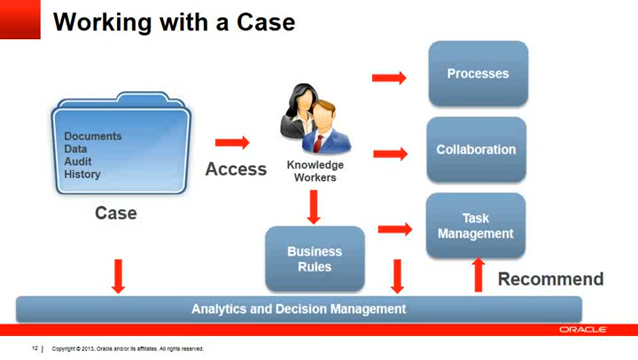 Working with a Case
Documents
Data
Audit
History
Case
Access
Knowledge
Workers
Processes
Collaboration
Task
Management
Business
Rules
Recommend
Analytics and Decision Management
ORACLE
12 | Copyright © 2013, Oracle and/or its affiliates. All rights reserved.